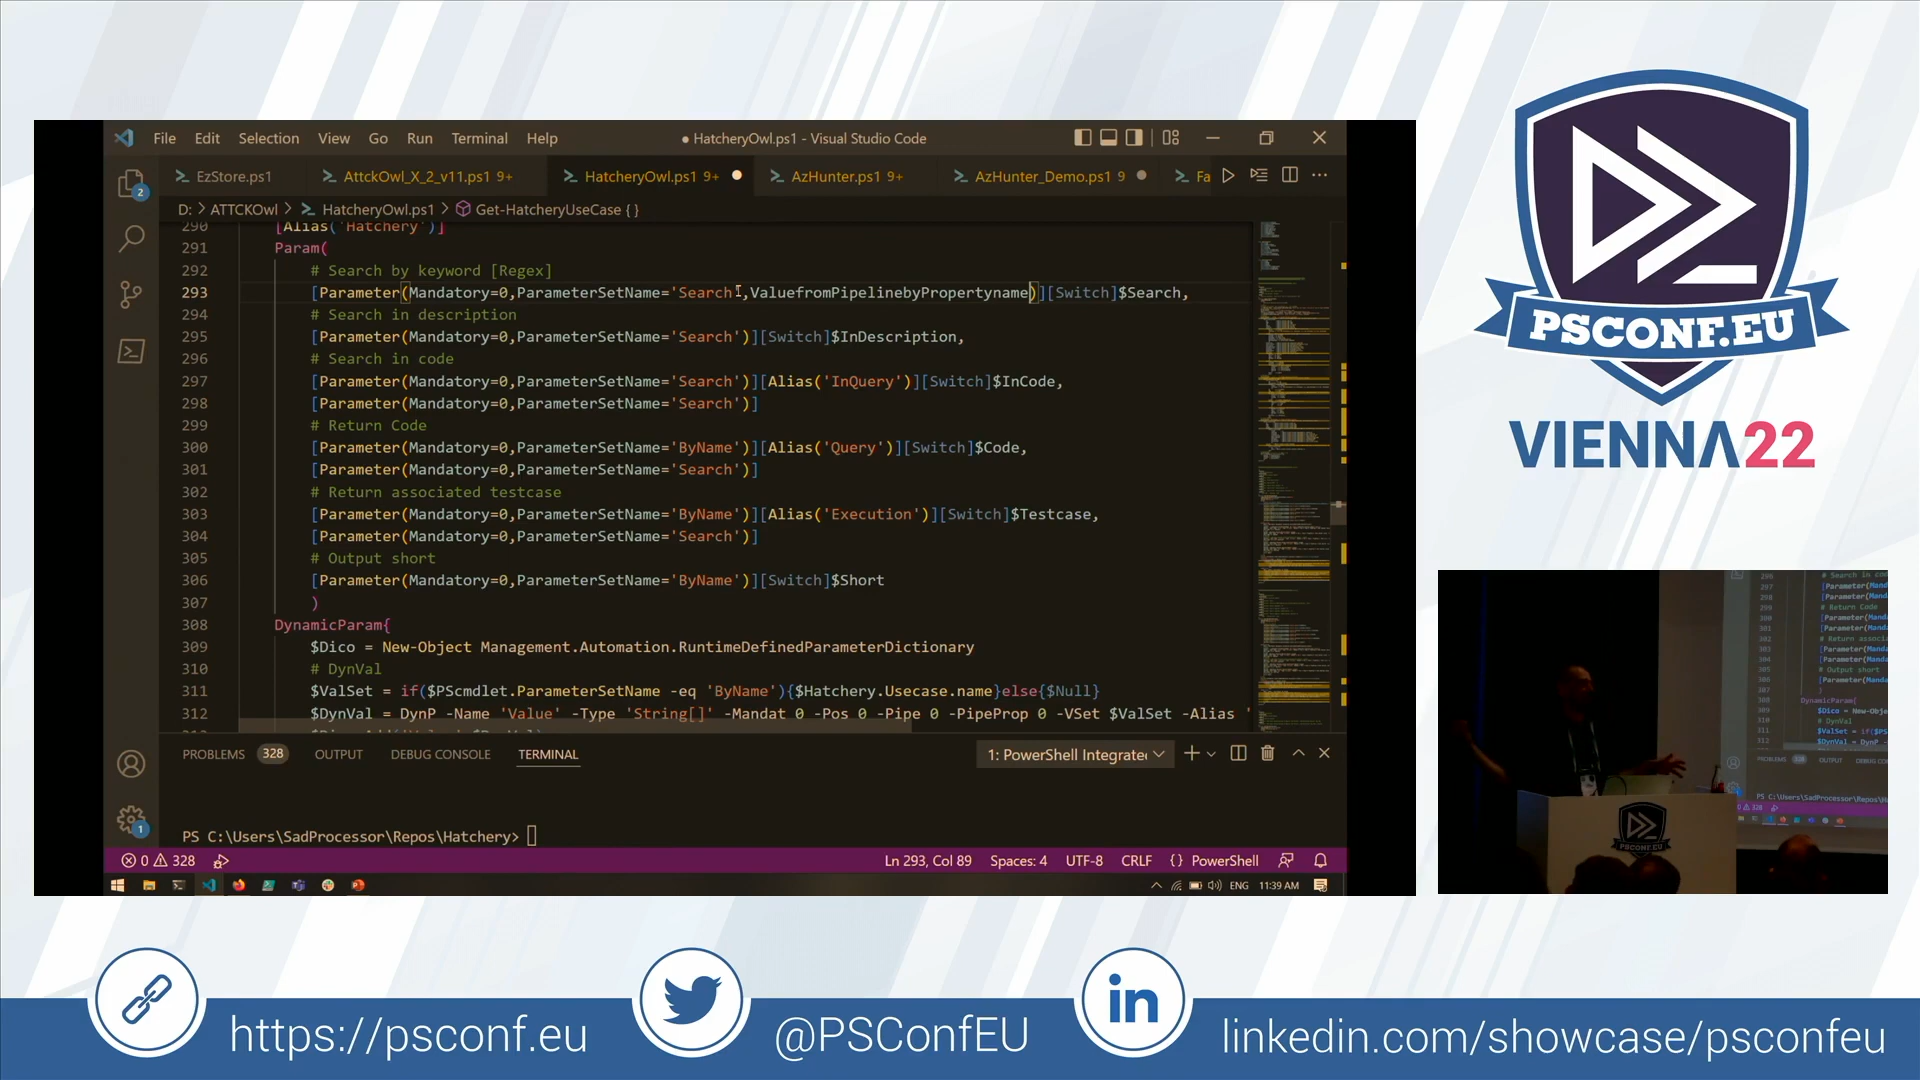 File Edit Selection View Go Run Terminal Help ● HatcheryOwl.ps1 - Visual Studio Code
EzStore.ps1 AttckOwl_X_2_v11.ps1 9+ HatcheryOwl.ps1 9+ AzHunter.ps1 9+ AzHunter_Demo.ps1 9 Fa
D: > ATTCKOwl > HatcheryOwl.ps1 > Get-HatcheryUseCase { }
290 [Alias('Hatchery')]
291 Param(
292 # Search by keyword [Regex]
293 [Parameter(Mandatory=0,ParameterSetName='Search',ValuefromPipelinebyPropertyname)][Switch]$Search,
294 # Search in description
295 [Parameter(Mandatory=0,ParameterSetName='Search')][Switch]$InDescription,
296 # Search in code
297 [Parameter(Mandatory=0,ParameterSetName='Search')][Alias('InQuery')][Switch]$InCode,
298 [Parameter(Mandatory=0,ParameterSetName='Search')]
299 # Return Code
300 [Parameter(Mandatory=0,ParameterSetName='ByName')][Alias('Query')][Switch]$Code,
301 [Parameter(Mandatory=0,ParameterSetName='Search')]
302 # Return associated testcase
303 [Parameter(Mandatory=0,ParameterSetName='ByName')][Alias('Execution')][Switch]$Testcase,
304 [Parameter(Mandatory=0,ParameterSetName='Search')]
305 # Output short
306 [Parameter(Mandatory=0,ParameterSetName='ByName')][Switch]$Short
307 )
308 DynamicParam{
309 $Dico = New-Object Management.Automation.RuntimeDefinedParameterDictionary
310 # DynVal
311 $ValSet = if($PScmdlet.ParameterSetName -eq 'ByName'){$Hatchery.Usecase.name}else{$Null}
312 $DynVal = DynP -Name 'Value' -Type 'String[]' -Mandat 0 -Pos 0 -Pipe 0 -PipeProp 0 -VSet $ValSet -Alias '
PROBLEMS 328 OUTPUT DEBUG CONSOLE TERMINAL 1: PowerShell Integrate
PS C:\Users\SadProcessor\Repos\Hatchery>
0 328 Ln 293, Col 89 Spaces: 4 UTF-8 CRLF { } PowerShell
ENG 11:39 AM
PSCONF.EU
VIENNA22
https://psconf.eu
@PSConfEU
in
linkedin.com/showcase/psconfeu